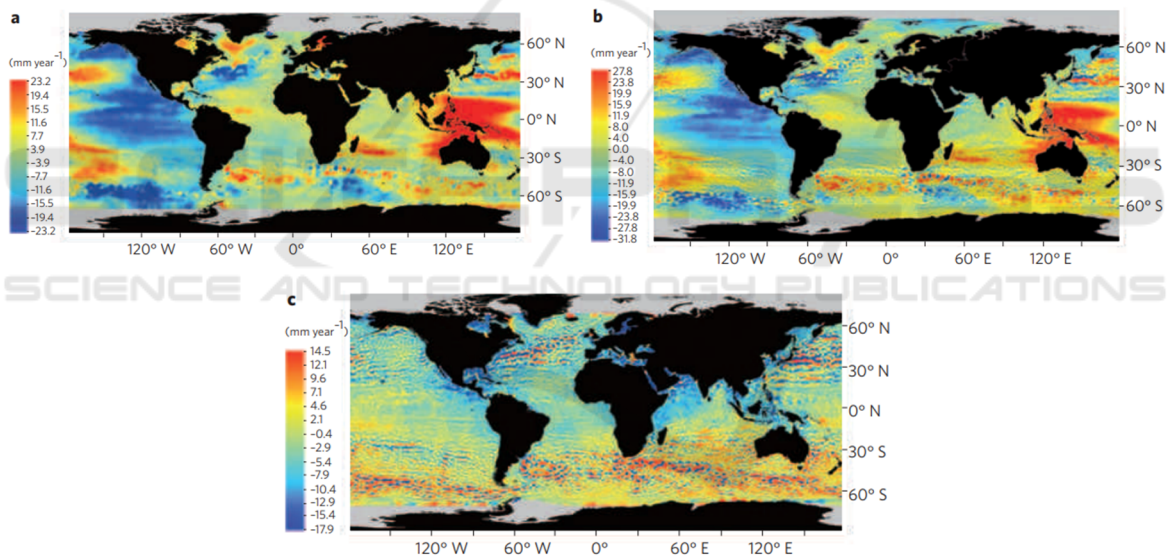 a
(mm year⁻¹)
23.2
19.4
15.5
11.6
7.7
3.9
−3.9
−7.7
−11.6
−15.5
−19.4
−23.2
60° N
30° N
0° N
30° S
60° S
120° W 60° W 0° 60° E 120° E
b
(mm year⁻¹)
27.8
23.8
19.9
15.9
11.9
8.0
4.0
0.0
−4.0
−8.0
−11.9
−15.9
−19.9
−23.8
−27.8
−31.8
60° N
30° N
0° N
30° S
60° S
120° W 60° W 0° 60° E 120° E
SCIENCE AND TECHNOLOGY PUBLICATIONS
c
(mm year⁻¹)
14.5
12.1
9.6
7.1
4.6
2.1
−0.4
−2.9
−5.4
−7.9
−10.4
−12.9
−15.4
−17.9
60° N
30° N
0° N
30° S
60° S
120° W 60° W 0° 60° E 120° E